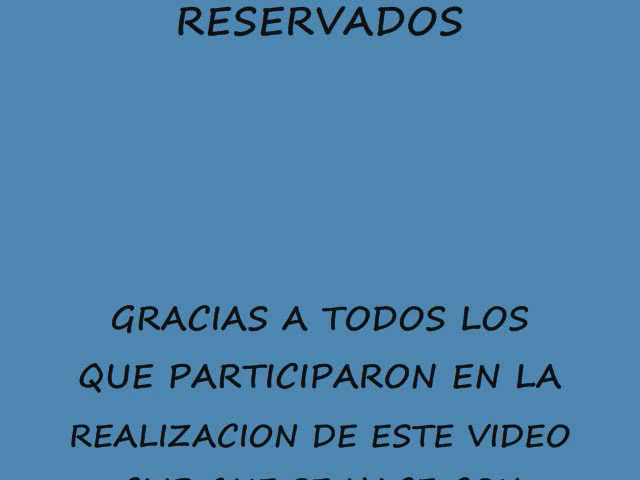 RESERVADOS
GRACIAS A TODOS LOS
QUE PARTICIPARON EN LA
REALIZACION DE ESTE VIDEO